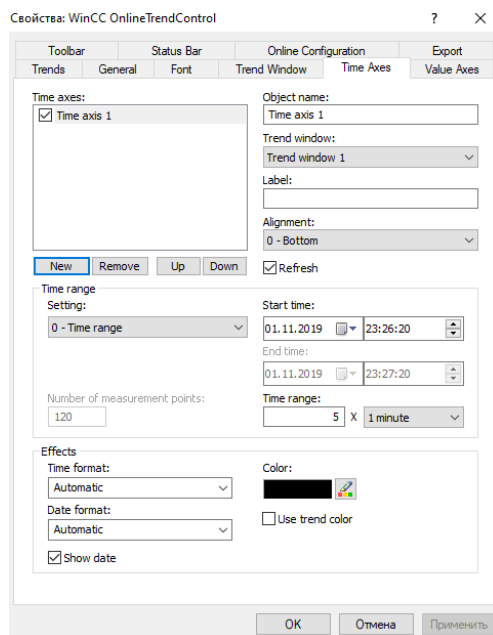 Свойства: WinCC OnlineTrendControl ?
Toolbar Status Bar Online Configuration Export
Trends General Font Trend Window Time Axes Value Axes
Time axes: Object name:
Time axis 1 Time axis 1
Trend window:
Trend window 1
Label:
Alignment:
0 - Bottom
New Remove Up Down Refresh
Time range
Setting: Start time:
0 - Time range 01.11.2019 23:26:20
End time:
01.11.2019 23:27:20
Number of measurement points: Time range:
120 5 X 1 minute
Effects
Time format: Color:
Automatic
Date format: Use trend color
Automatic
Show date
OK Отмена Применить